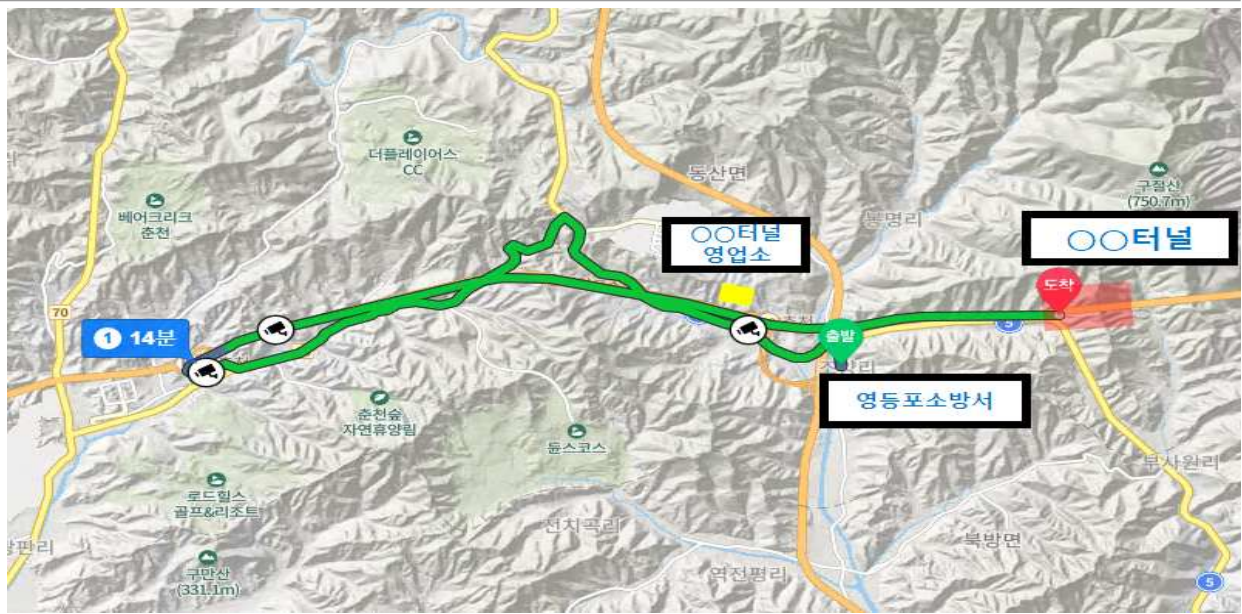 더플레이어스
CC
동산면
구절산
(750.7m)
베어크리크
춘천
○○터널
영업소
봉명리
○○터널
도착
70
1 14분
5
출발
춘천숲
자연휴양림
영등포소방서
듄스코스
로드힐스
골프&리조트
부사원리
전치곡리
북방면
구만산
(331.1m)
역전평리
5